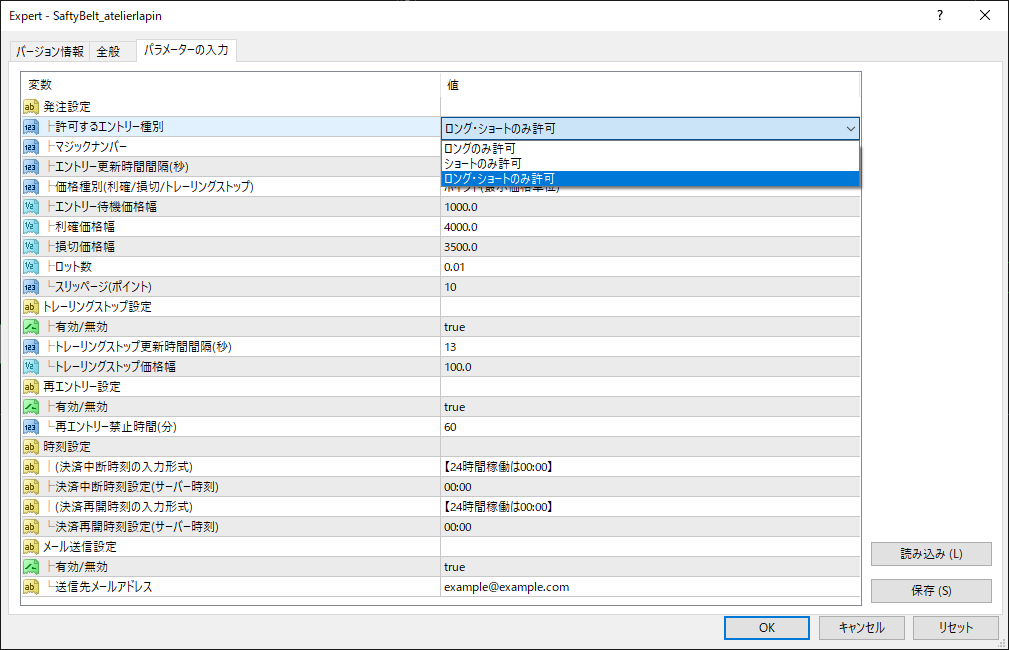 Expert - SaftyBelt_atelierlapin
バージョン情報 全般 パラメーターの入力
変数 値
発注設定
├許可するエントリー種別 ロング・ショートのみ許可
ロングのみ許可
ショートのみ許可
ロング・ショートのみ許可
├マジックナンバー
├エントリー更新時間間隔(秒)
├価格種別(利確/損切/トレーリングストップ) ポイント(最小価格単位)
├エントリー待機価格幅 1000.0
├利確価格幅 4000.0
├損切価格幅 3500.0
├ロット数 0.01
└スリッページ(ポイント) 10
トレーリングストップ設定
├有効/無効 true
├トレーリングストップ更新時間間隔(秒) 13
└トレーリングストップ価格幅 100.0
再エントリー設定
├有効/無効 true
└再エントリー禁止時間(分) 60
時刻設定
│(決済中断時刻の入力形式) 【24時間稼働は00:00】
├決済中断時刻設定(サーバー時刻) 00:00
│(決済再開時刻の入力形式) 【24時間稼働は00:00】
└決済再開時刻設定(サーバー時刻) 00:00
メール送信設定
├有効/無効 true
└送信先メールアドレス example@example.com
読み込み (L)
保存 (S)
OK キャンセル リセット